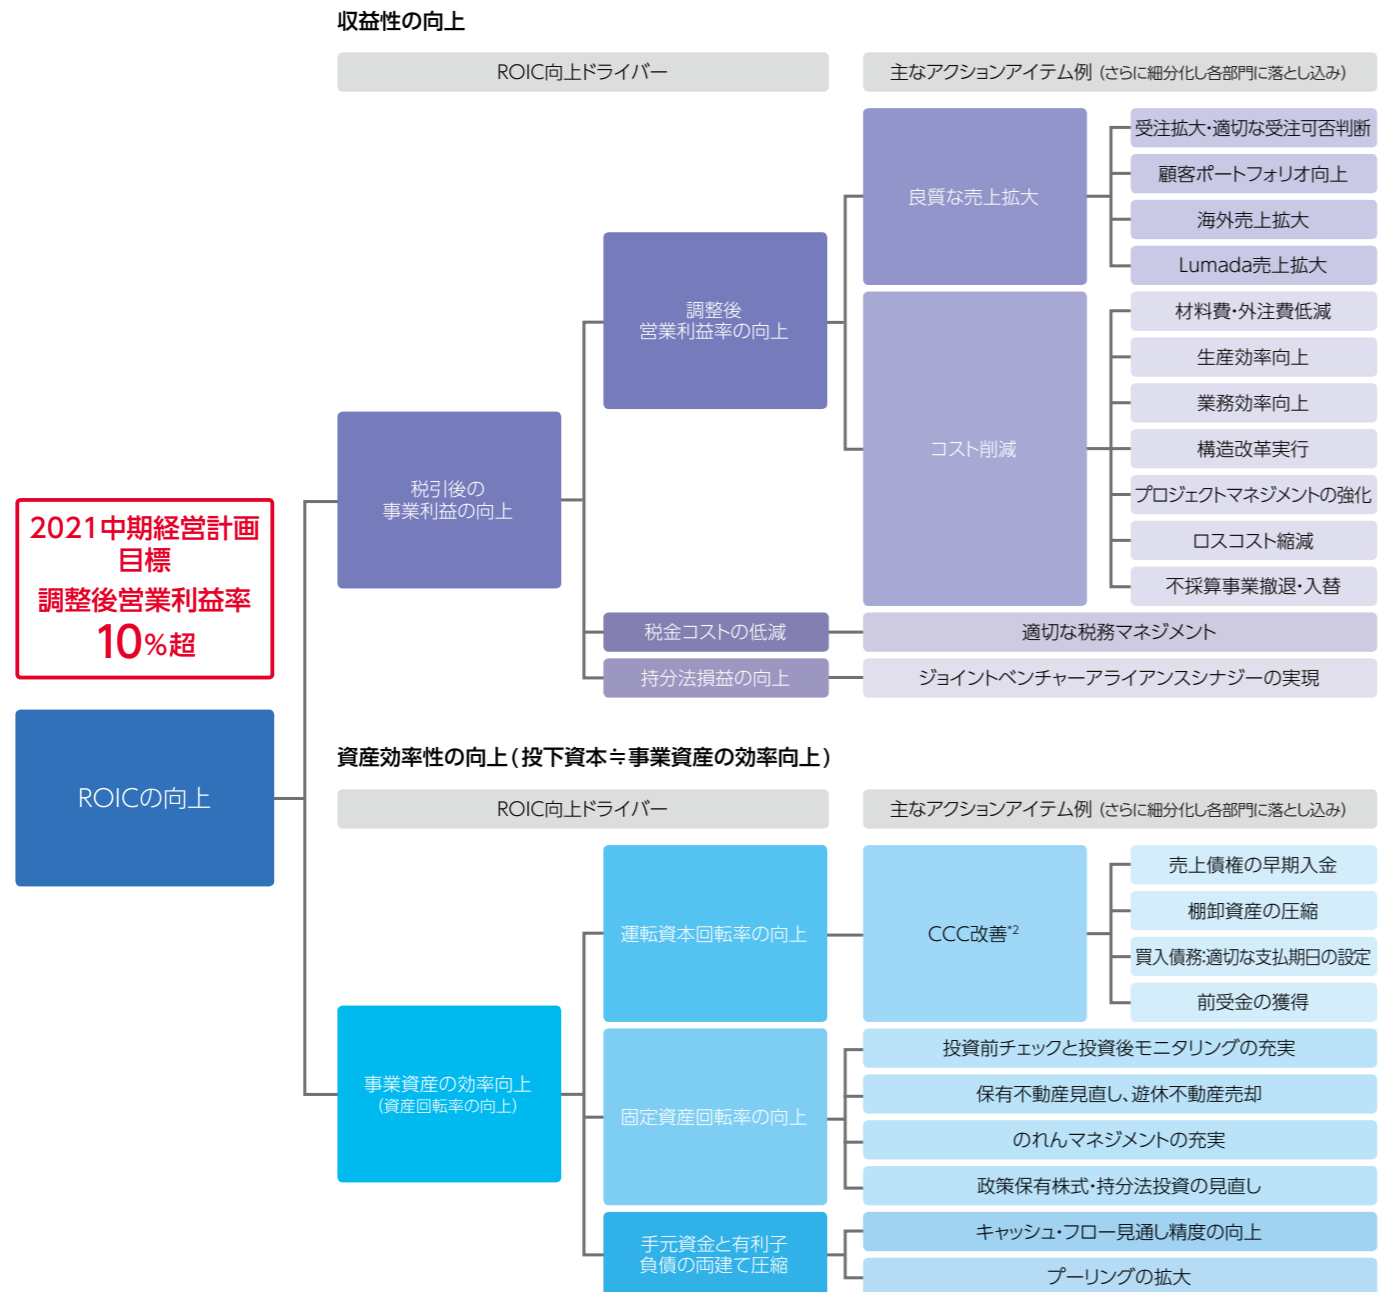 収益性の向上
ROIC向上ドライバー
主なアクションアイテム例 (さらに細分化し各部門に落とし込み)
良質な売上拡大
受注拡大・適切な受注可否判断
顧客ポートフォリオ向上
海外売上拡大
Lumada売上拡大
調整後
営業利益率の向上
コスト削減
材料費・外注費低減
生産効率向上
業務効率向上
構造改革実行
プロジェクトマネジメントの強化
ロスコスト縮減
不採算事業撤退・入替
税引後の
事業利益の向上
税金コストの低減
適切な税務マネジメント
持分法損益の向上
ジョイントベンチャーアライアンスシナジーの実現
2021中期経営計画
目標
調整後営業利益率
10%超
ROICの向上
資産効率性の向上(投下資本≒事業資産の効率向上)
ROIC向上ドライバー
主なアクションアイテム例 (さらに細分化し各部門に落とし込み)
運転資本回転率の向上
CCC改善*2
売上債権の早期入金
棚卸資産の圧縮
買入債務:適切な支払期日の設定
前受金の獲得
事業資産の効率向上
(資産回転率の向上)
固定資産回転率の向上
投資前チェックと投資後モニタリングの充実
保有不動産見直し、遊休不動産売却
のれんマネジメントの充実
政策保有株式・持分法投資の見直し
手元資金と有利子
負債の両建て圧縮
キャッシュ・フロー見通し精度の向上
プーリングの拡大